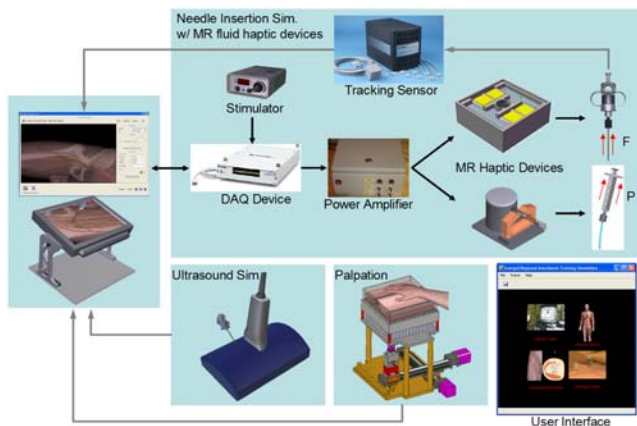 Needle Insertion Sim.
w/ MR fluid haptic devices
Stimulator
Tracking Sensor
DAQ Device
Power Amplifier
MR Haptic Devices
F
P
Ultrasound Sim.
Palpation
User Interface